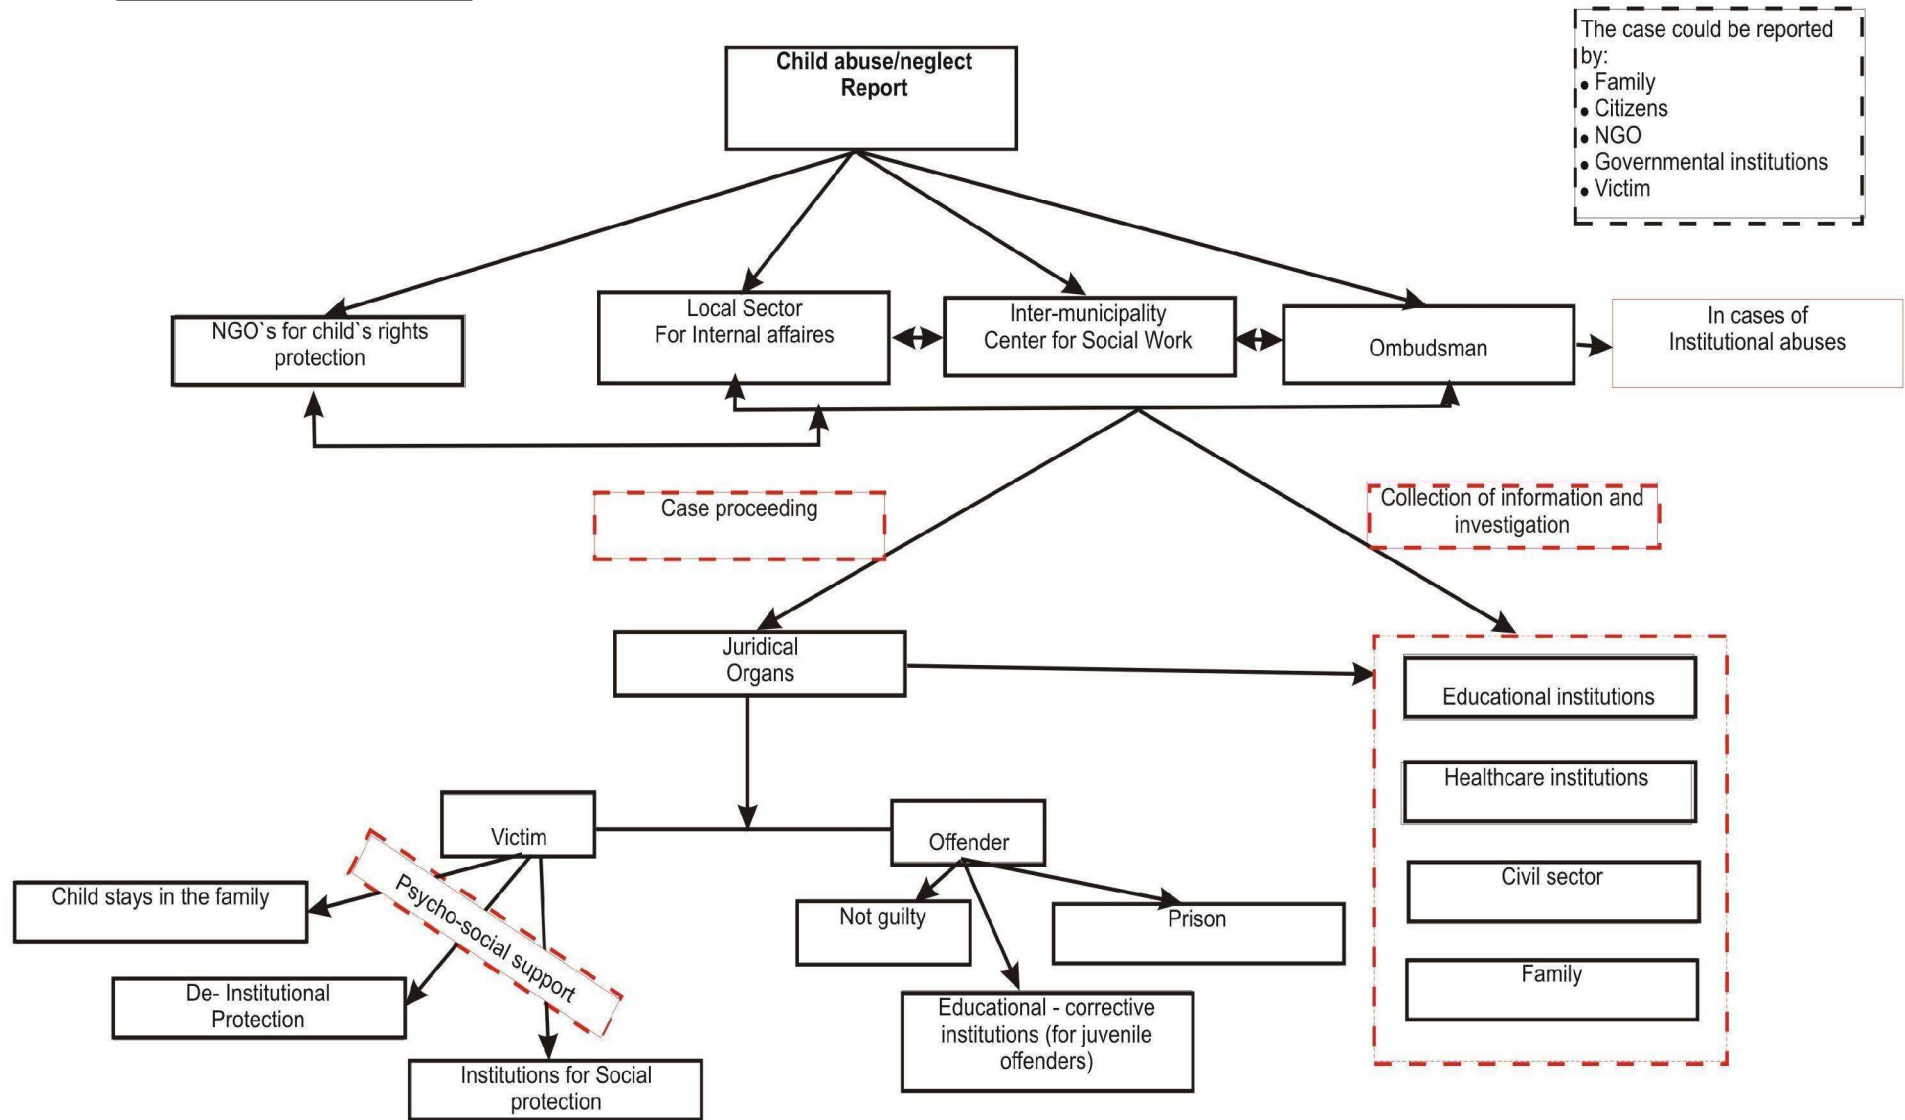 Child abuse/neglect
Report
The case could be reported
by:
• Family
• Citizens
• NGO
• Governmental institutions
• Victim
NGO`s for child`s rights
protection
Local Sector
For Internal affaires
Inter-municipality
Center for Social Work
Ombudsman
In cases of
Institutional abuses
Case proceeding
Collection of information and
investigation
Juridical
Organs
Educational institutions
Healthcare institutions
Civil sector
Family
Victim
Offender
Psycho-social support
Child stays in the family
De- Institutional
Protection
Institutions for Social
protection
Not guilty
Prison
Educational - corrective
institutions (for juvenile
offenders)